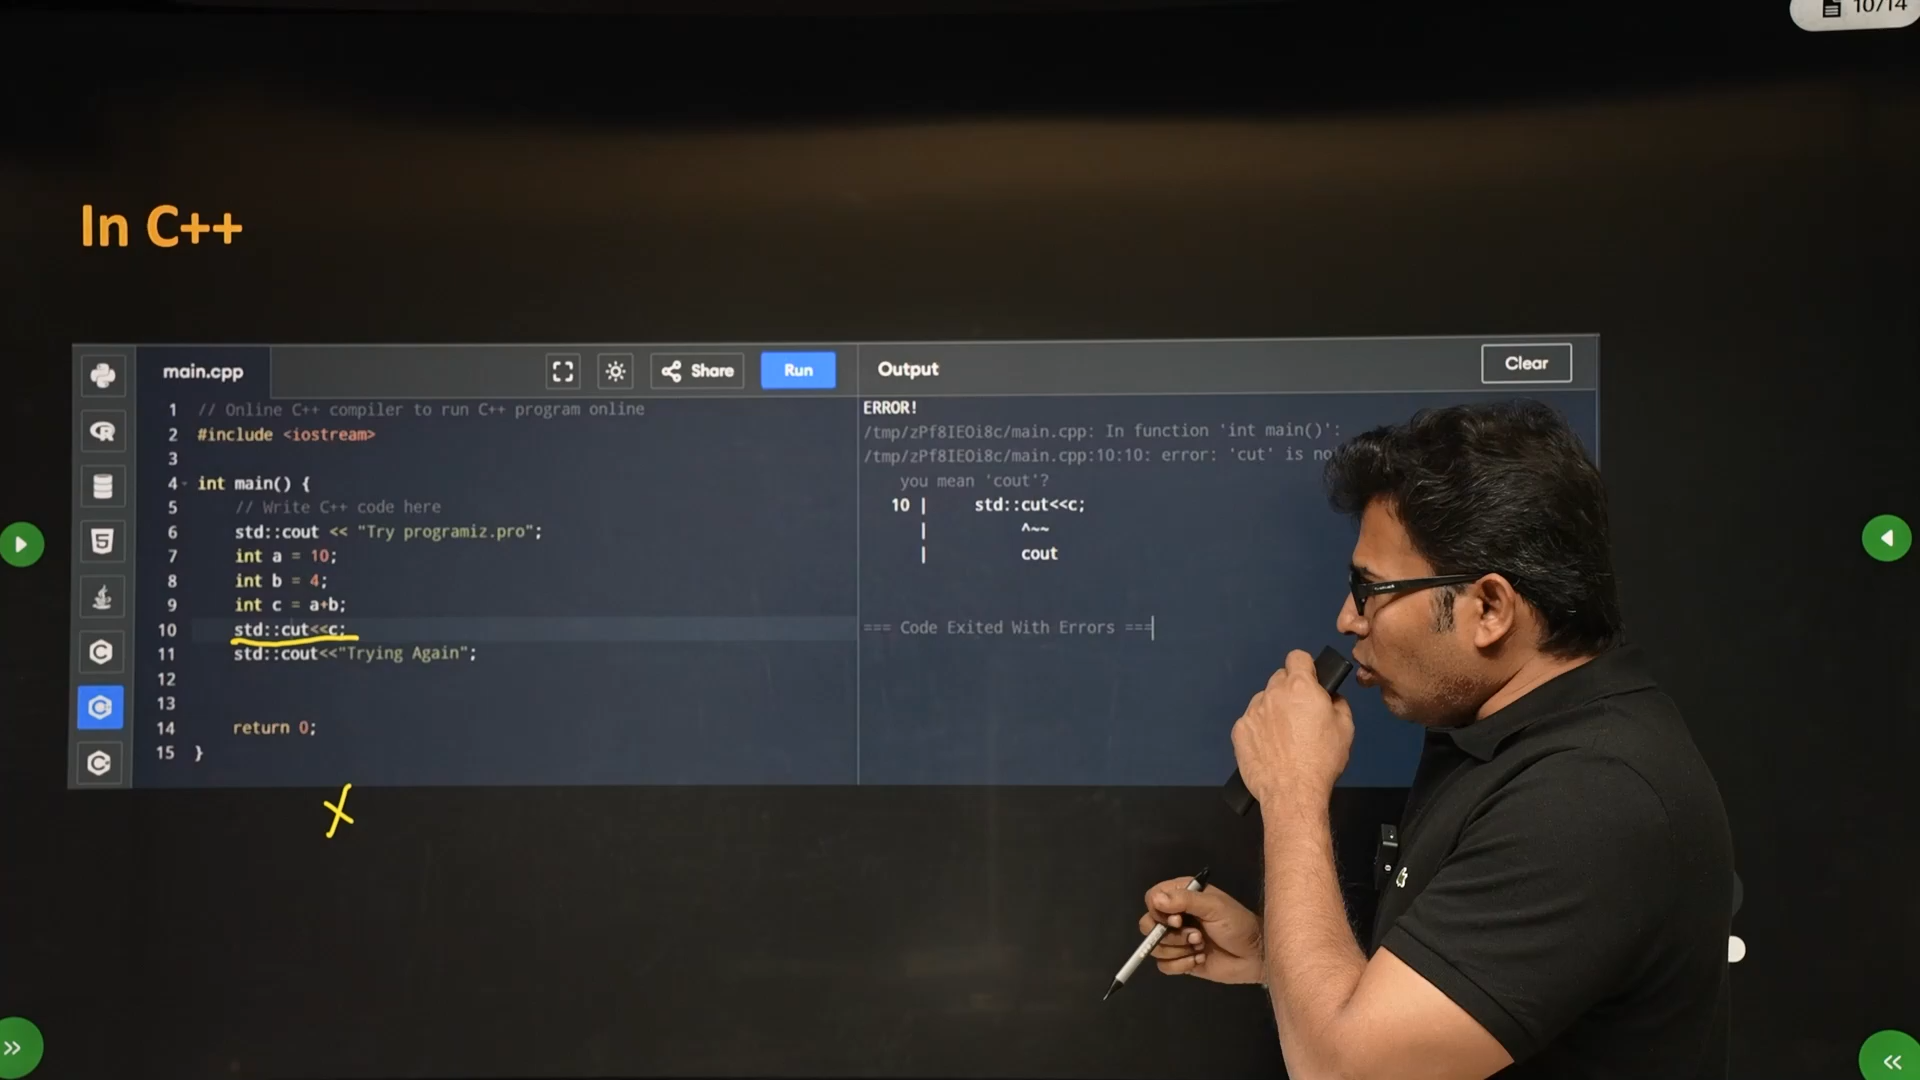 10/14
In C++
main.cpp
Share
Run
Output
Clear
1 // Online C++ compiler to run C++ program online
2 #include <iostream>
3
4 int main() {
5 // Write C++ code here
6 std::cout << "Try programiz.pro";
7 int a = 10;
8 int b = 4;
9 int c = a+b;
10 std::cut<<c;
11 std::cout<<"Trying Again";
12
13
14 return 0;
15 }
X
ERROR!
/tmp/zPf8IEOi8c/main.cpp: In function 'int main()':
/tmp/zPf8IEOi8c/main.cpp:10:10: error: 'cut' is
you mean 'cout'?
10 | std::cut<<c;
| ^~~
| cout
=== Code Exited With Errors ===